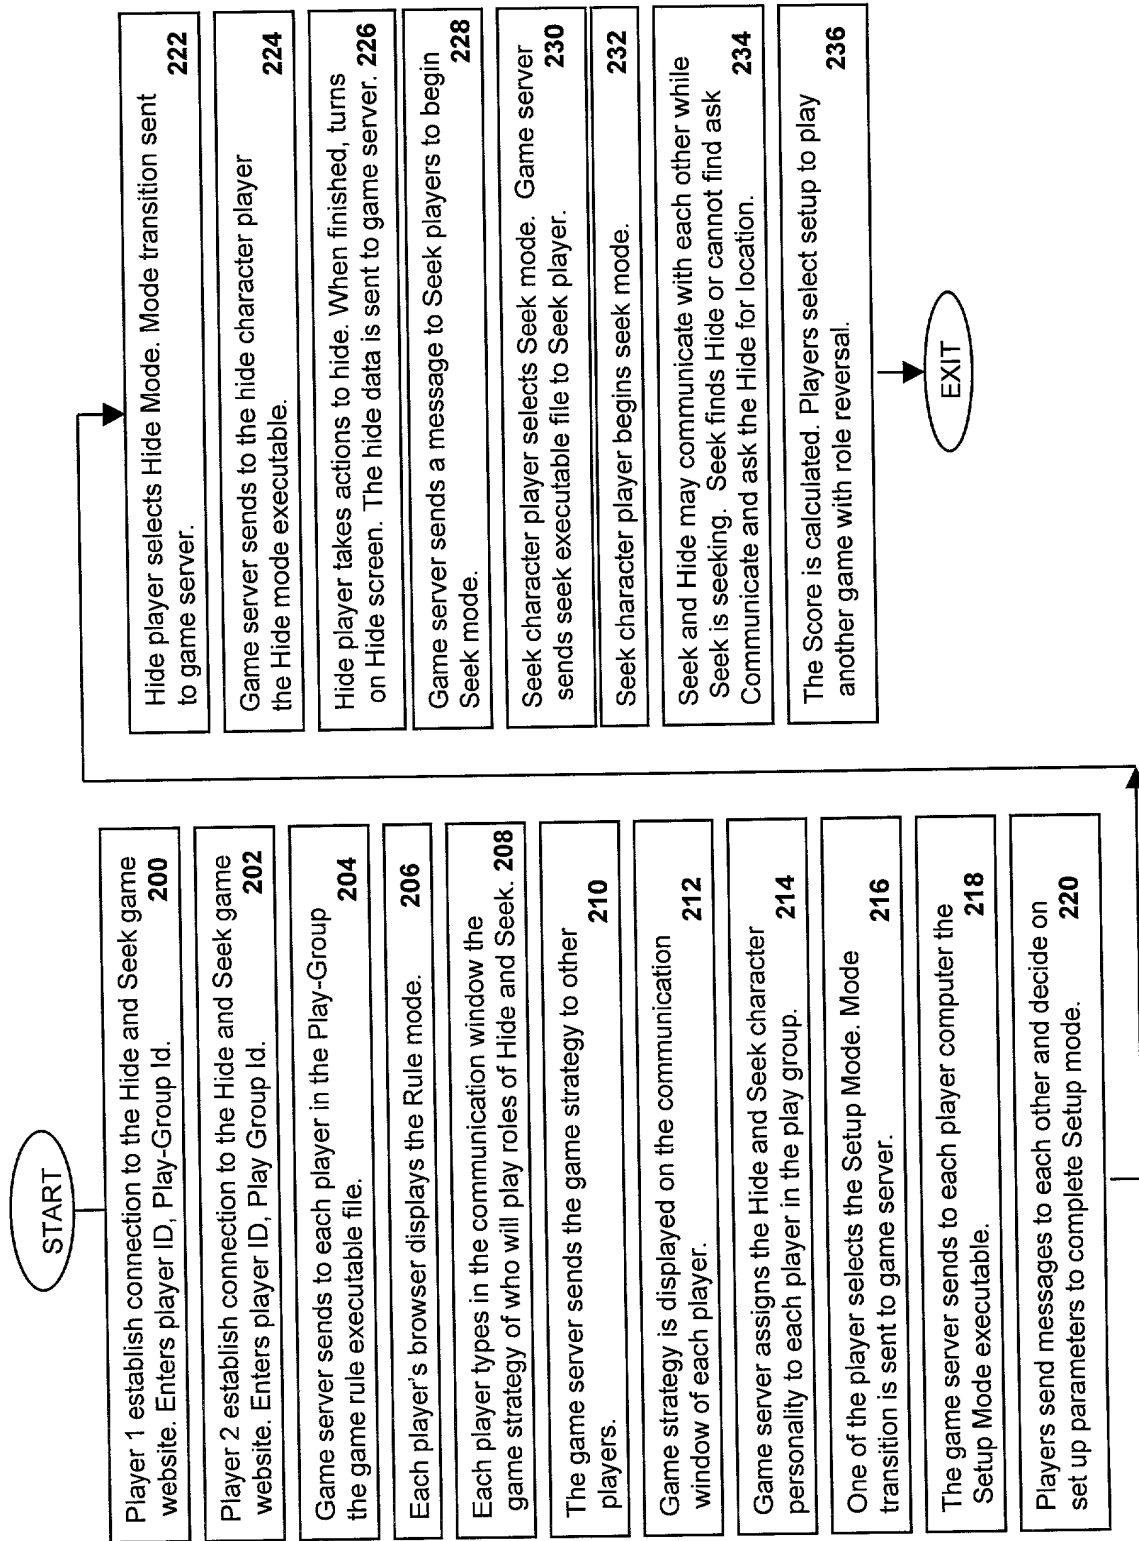 START
Player 1 establish connection to the Hide and Seek game
website. Enters player ID, Play-Group Id. 200
Player 2 establish connection to the Hide and Seek game
website. Enters player ID, Play Group Id. 202
Game server sends to each player in the Play-Group
the game rule executable file. 204
Each player's browser displays the Rule mode. 206
Each player types in the communication window the
game strategy of who will play roles of Hide and Seek. 208
The game server sends the game strategy to other
players. 210
Game strategy is displayed on the communication
window of each player. 212
Game server assigns the Hide and Seek character
personality to each player in the play group. 214
One of the player selects the Setup Mode. Mode
transition is sent to game server. 216
The game server sends to each player computer the
Setup Mode executable. 218
Players send messages to each other and decide on
set up parameters to complete Setup mode. 220
Hide player selects Hide Mode. Mode transition sent
to game server. 222
Game server sends to the hide character player
the Hide mode executable. 224
Hide player takes actions to hide. When finished, turns
on Hide screen. The hide data is sent to game server. 226
Game server sends a message to Seek players to begin
Seek mode. 228
Seek character player selects Seek mode. Game server
sends seek executable file to Seek player. 230
Seek character player begins seek mode. 232
Seek and Hide may communicate with each other while
Seek is seeking. Seek finds Hide or cannot find ask
Communicate and ask the Hide for location. 234
The Score is calculated. Players select setup to play
another game with role reversal. 236
EXIT